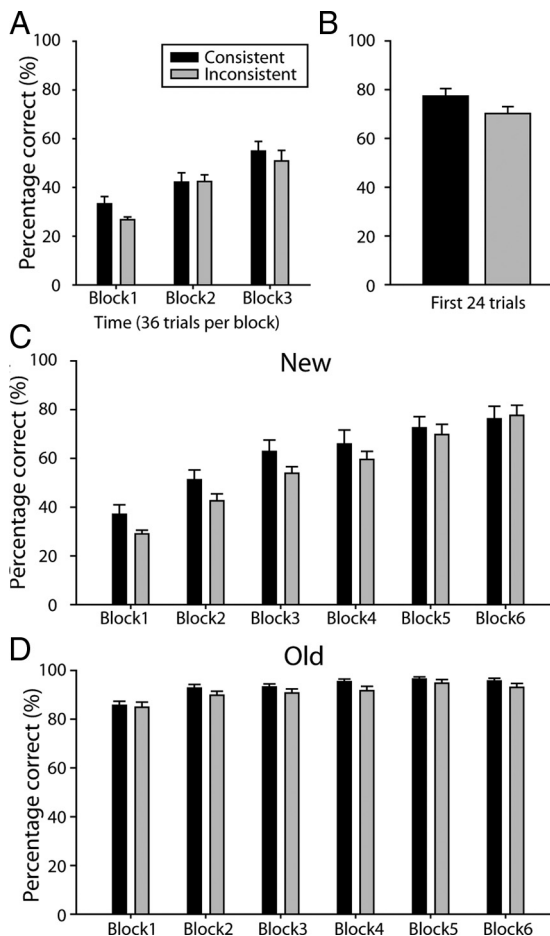 A
B
100
80
60
40
20
0
Percentage correct (%)
Consistent
Inconsistent
Block1 Block2 Block3
Time (36 trials per block)
100
80
60
40
20
0
First 24 trials
C
New
100
80
60
40
20
0
Percentage correct (%)
Block1 Block2 Block3 Block4 Block5 Block6
D
Old
100
80
60
40
20
0
Percentage correct (%)
Block1 Block2 Block3 Block4 Block5 Block6